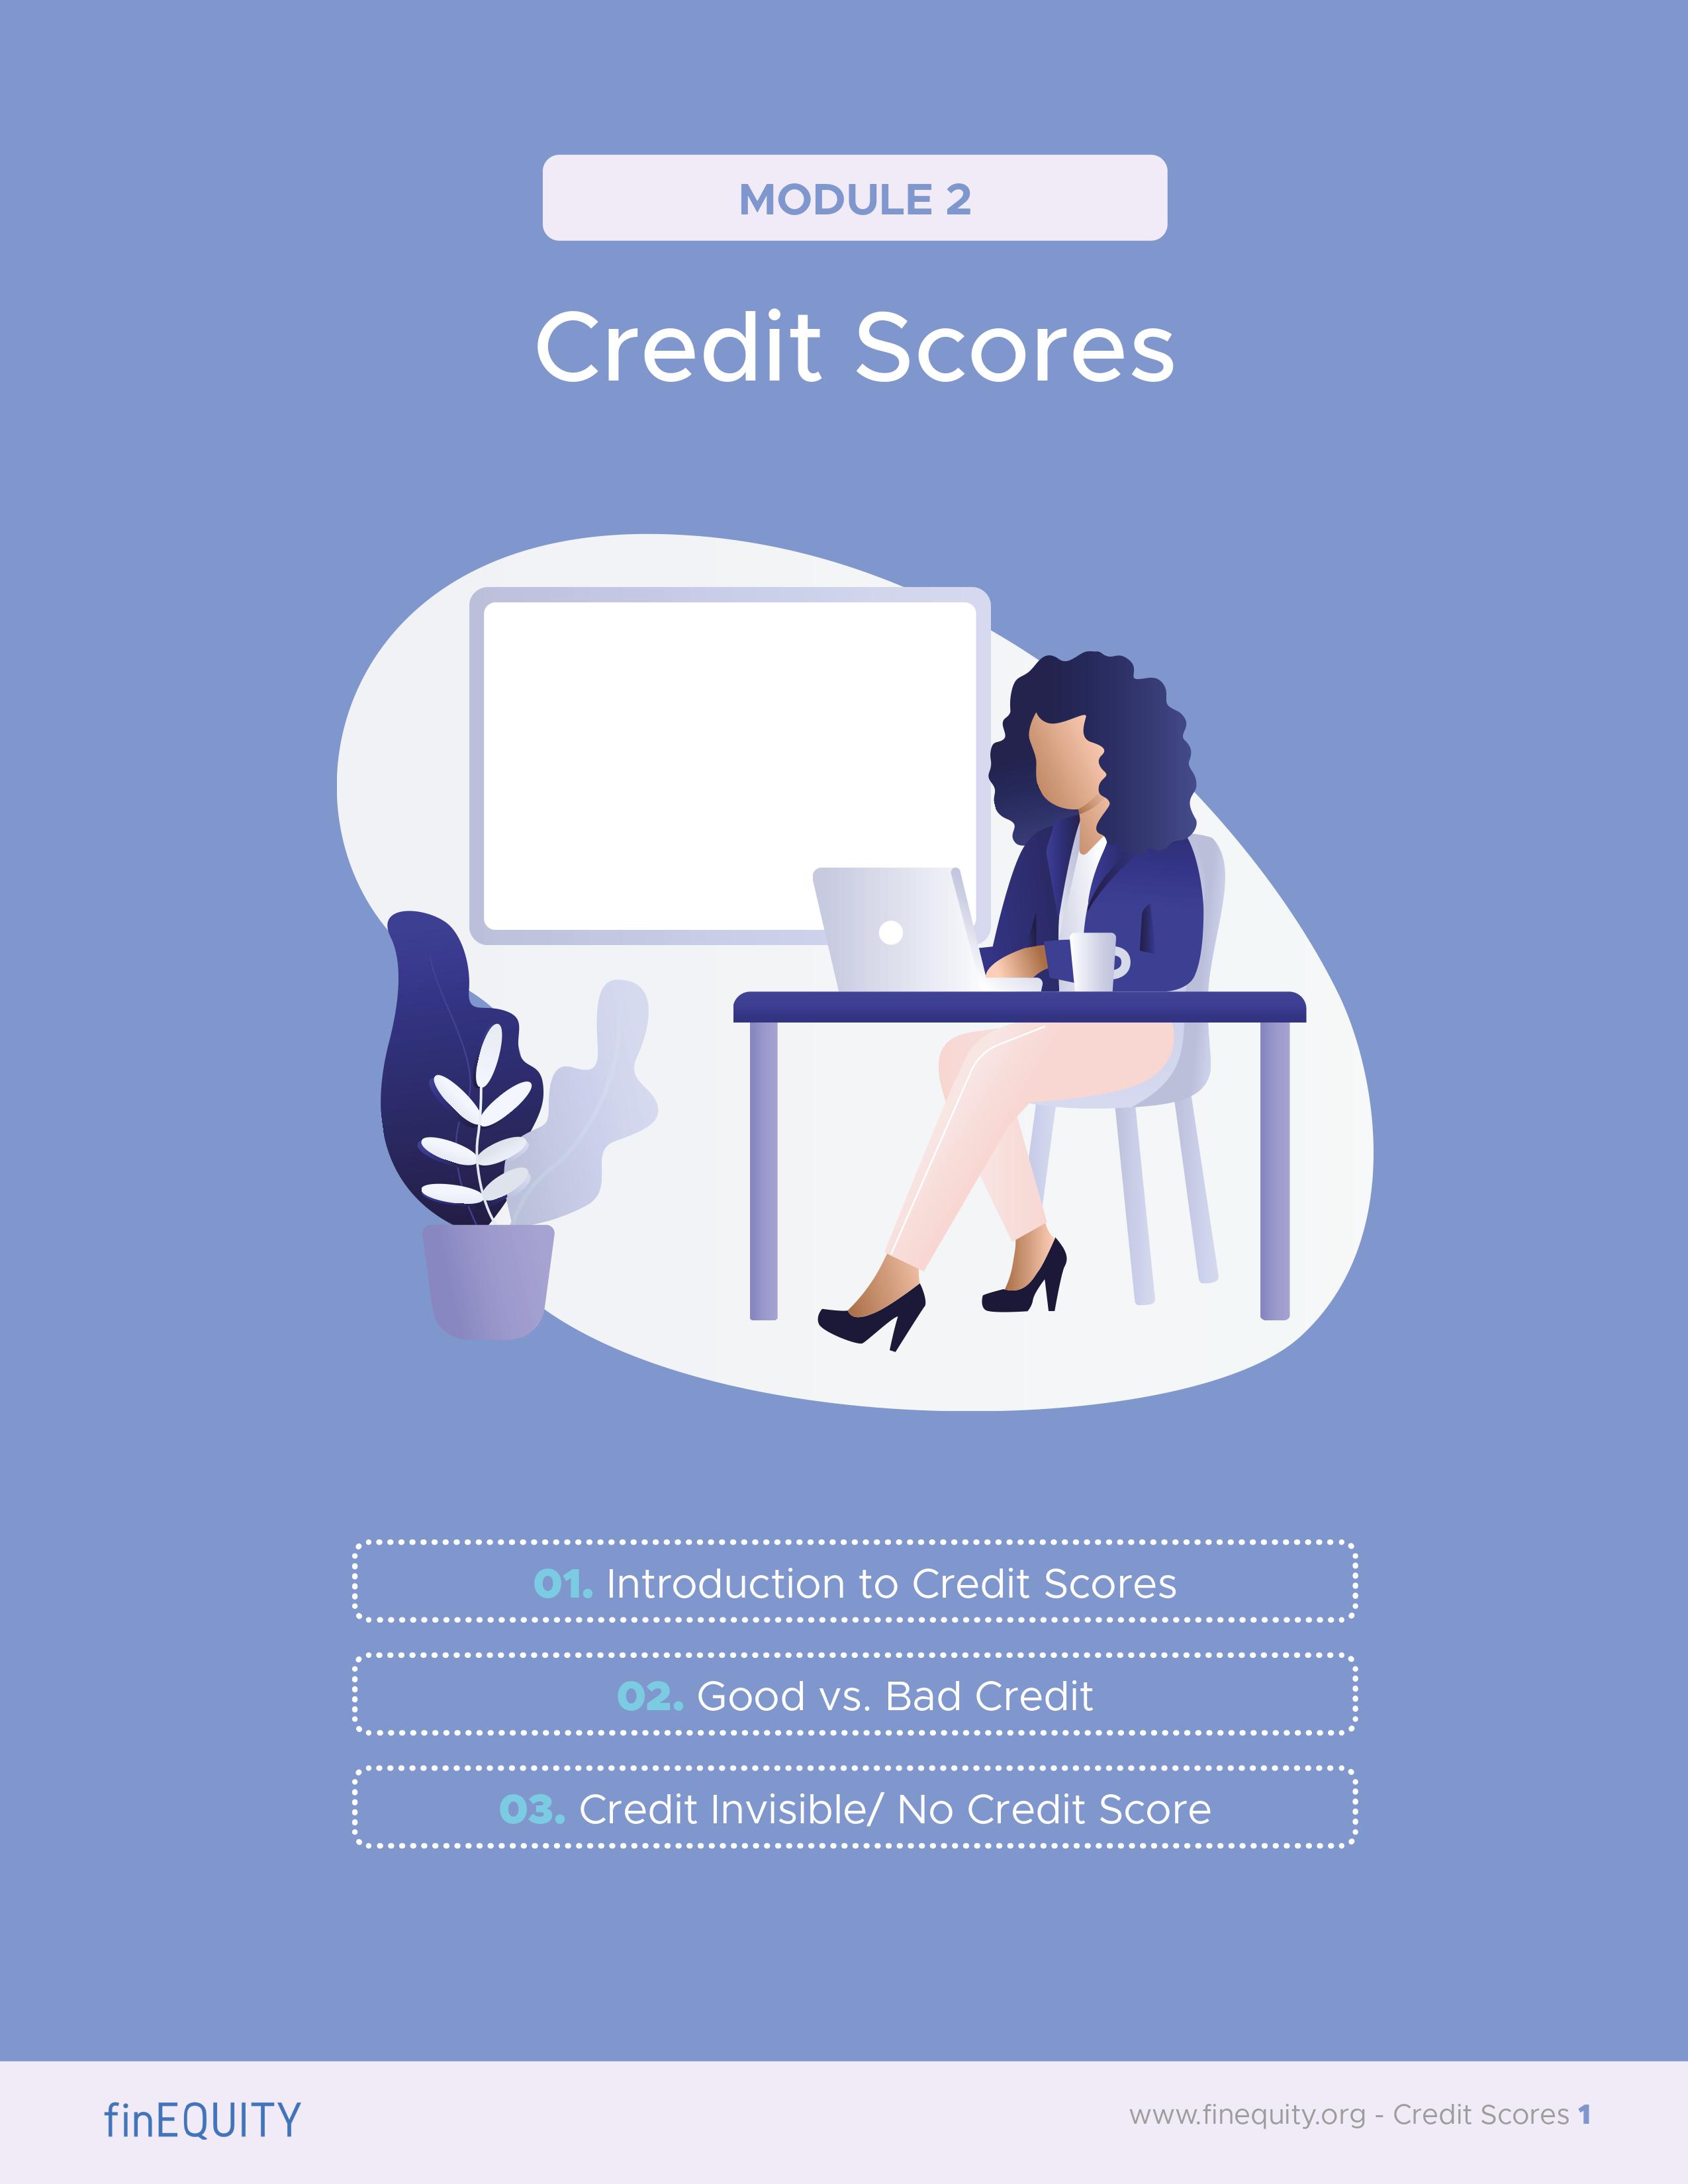 MODULE 2
Credit Scores
01. Introduction to Credit Scores
02. Good vs. Bad Credit
03. Credit Invisible/ No Credit Score
finEQUITY
www.finequity.org - Credit Scores 1